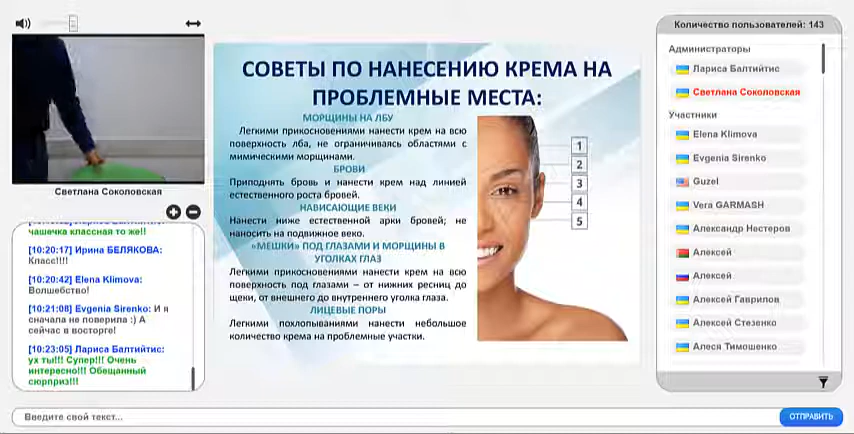 Светлана Соколовская
чашечка классная то же!!
[10:20:17] Ирина БЕЛЯКОВА:
Класс!!!!
[10:20:42] Elena Klimova:
Волшебство!
[10:21:08] Evgenia Sirenko: И я
сначала не поверила :) А
сейчас в восторге!
[10:23:05] Лариса Балтийтис:
ух ты!!! Супер!!! Очень
интересно!!! Обещанный
сюрприз!!!
СОВЕТЫ ПО НАНЕСЕНИЮ КРЕМА НА
ПРОБЛЕМНЫЕ МЕСТА:
МОРЩИНЫ НА ЛБУ
Легкими прикосновениями нанести крем на всю
поверхность лба, не ограничиваясь областями с
мимическими морщинами.
БРОВИ
Приподнять бровь и нанести крем над линией
естественного роста бровей.
НАВИСАЮЩИЕ ВЕКИ
Нанести ниже естественной арки бровей; не
наносить на подвижное веко.
«МЕШКИ» ПОД ГЛАЗАМИ И МОРЩИНЫ В
УГОЛКАХ ГЛАЗ
Легкими прикосновениями нанести крем на всю
поверхность под глазами – от нижних ресниц до
щеки, от внешнего до внутреннего уголка глаза.
ЛИЦЕВЫЕ ПОРЫ
Легкими похлопываниями нанести небольшое
количество крема на проблемные участки.
1
2
3
4
5
Количество пользователей: 143
Администраторы
Лариса Балтийтис
Светлана Соколовская
Участники
Elena Klimova
Evgenia Sirenko
Guzel
Vera GARMASH
Александр Нестеров
Алексей
Алексей
Алексей Гаврилов
Алексей Стезенко
Алеся Тимошенко
Введите свой текст...
ОТПРАВИТЬ